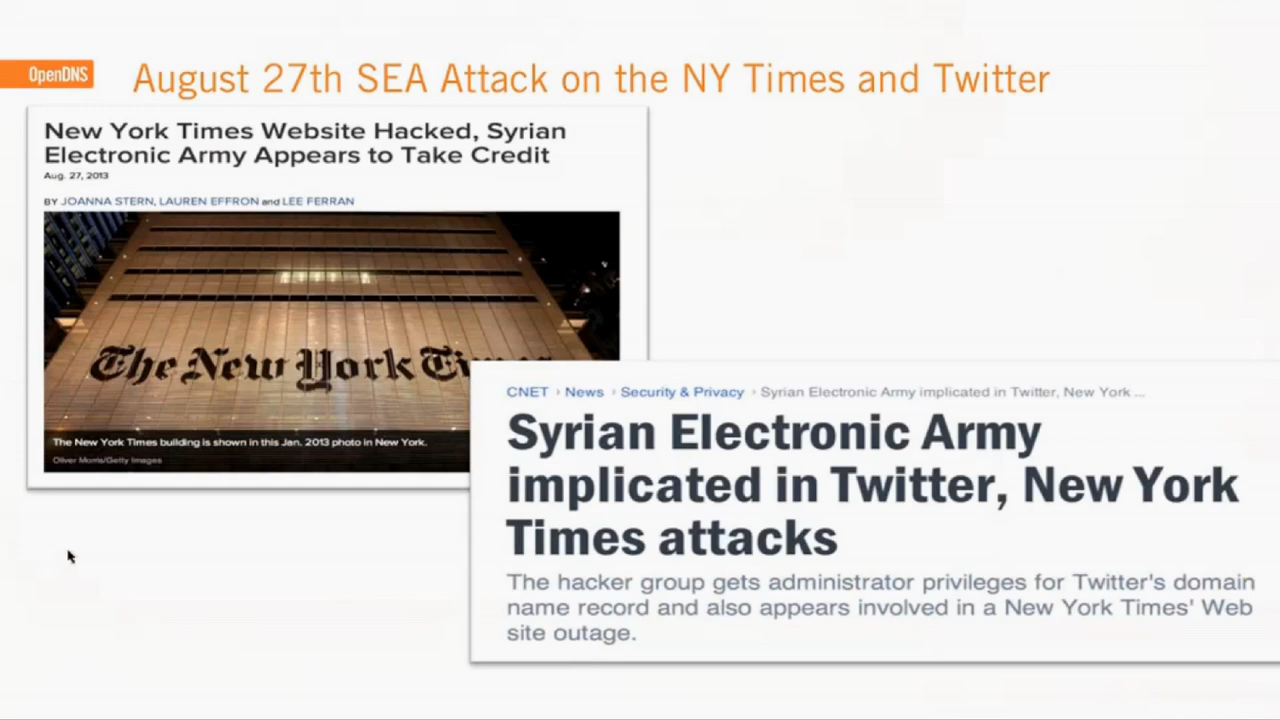 OpenDNS
August 27th SEA Attack on the NY Times and Twitter
New York Times Website Hacked, Syrian
Electronic Army Appears to Take Credit
Aug. 27, 2013
BY JOANNA STERN, LAUREN EFFRON and LEE FERRAN
The New York Times
The New York Times building is shown in this Jan. 2013 photo in New York.
Oliver Morris/Getty Images
CNET › News › Security & Privacy › Syrian Electronic Army implicated in Twitter, New York ...
Syrian Electronic Army
implicated in Twitter, New York
Times attacks
The hacker group gets administrator privileges for Twitter's domain
name record and also appears involved in a New York Times' Web
site outage.